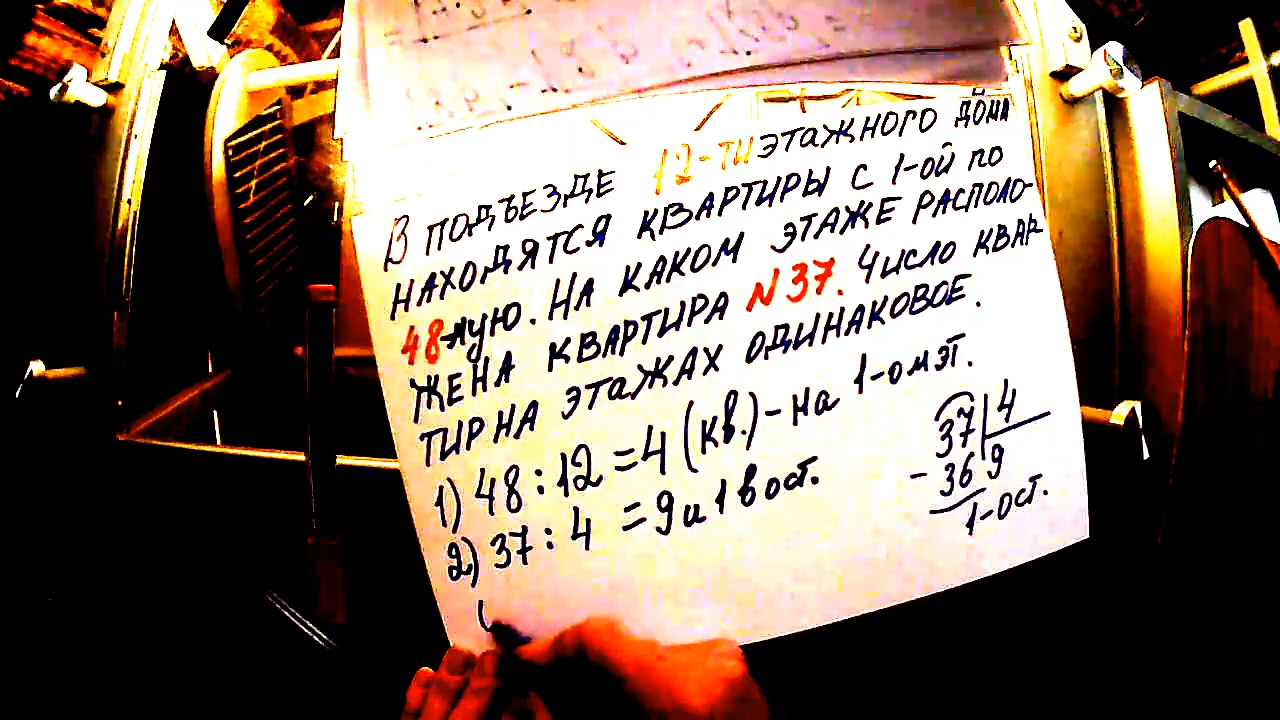 В ПОДЪЕЗДЕ 12-ТИ ЭТАЖНОГО ДОМА
НАХОДЯТСЯ КВАРТИРЫ С 1-ОЙ ПО
48-МУЮ. НА КАКОМ ЭТАЖЕ РАСПОЛО-
ЖЕНА КВАРТИРА N37. ЧИСЛО КВАР-
ТИР НА ЭТАЖАХ ОДИНАКОВОЕ.
1) 48 : 12 = 4 (кв.) - на 1-ом эт.
2) 37 : 4 = 9 и 1 в ост.
37 4
- 36 9
1-ост.